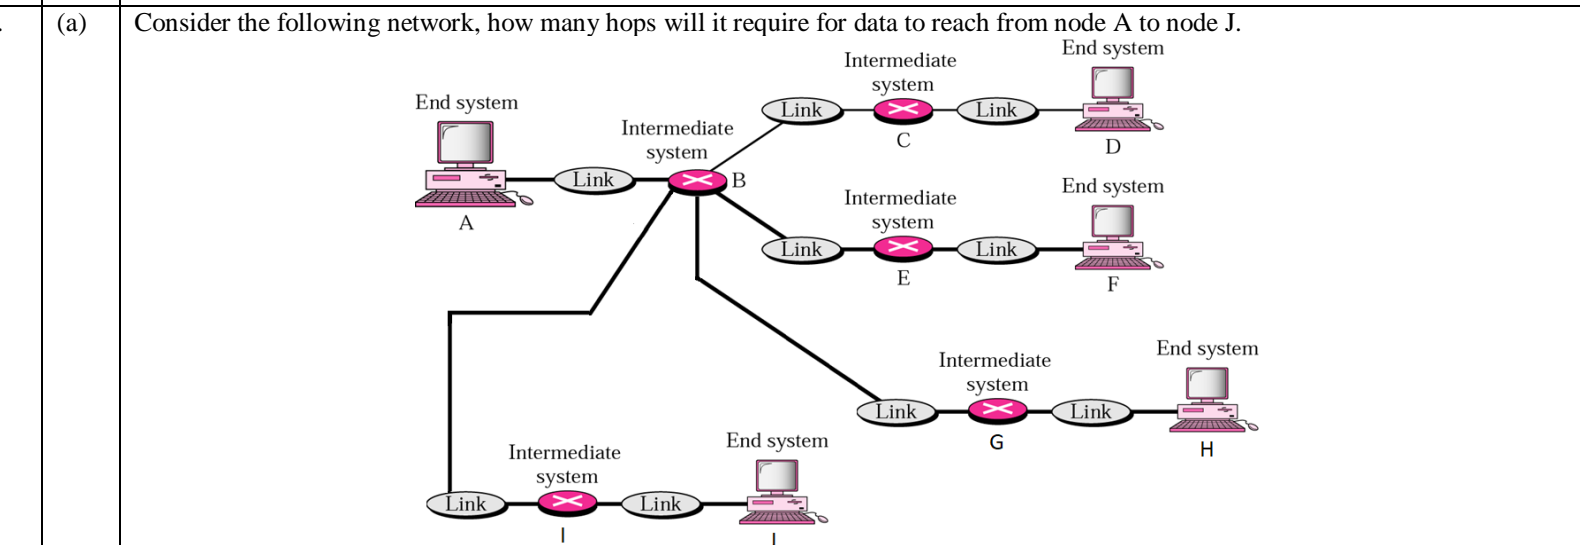 (a) Consider the following network, how many hops will it require for data to reach from node A to node J.
End system
Intermediate
system
Link
Link
C
D
End system
Intermediate
system
Link
B
A
End system
Intermediate
system
Link
Link
E
F
End system
Intermediate
system
Link
Link
G
H
End system
Intermediate
system
Link
Link
I